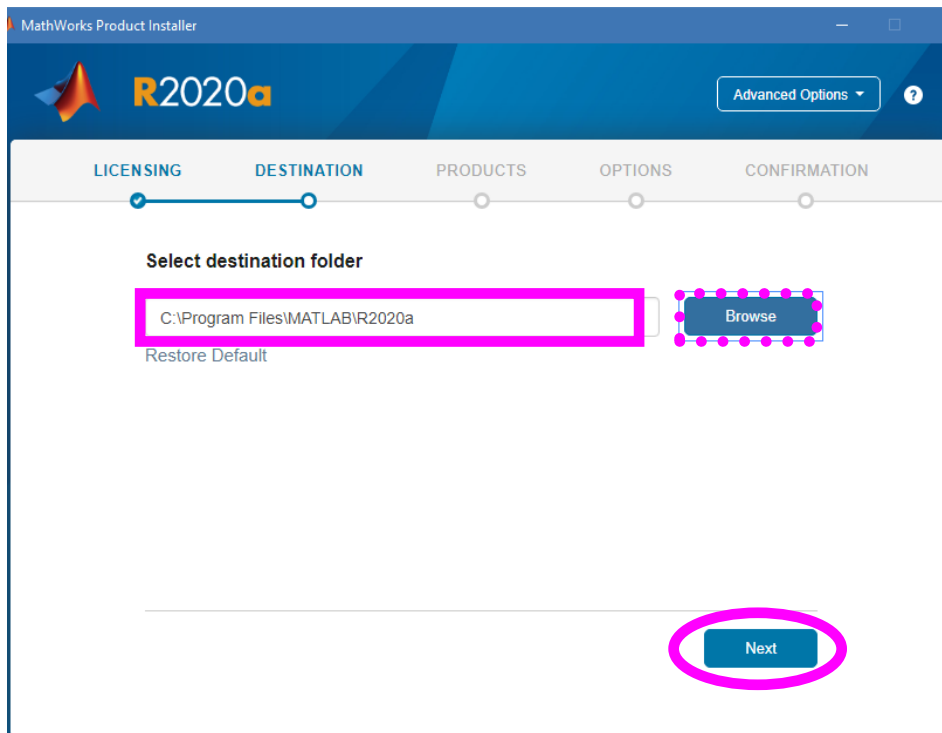 MathWorks Product Installer
R2020a
Advanced Options
?
LICENSING DESTINATION PRODUCTS OPTIONS CONFIRMATION
Select destination folder
C:\Program Files\MATLAB\R2020a
Browse
Restore Default
Next